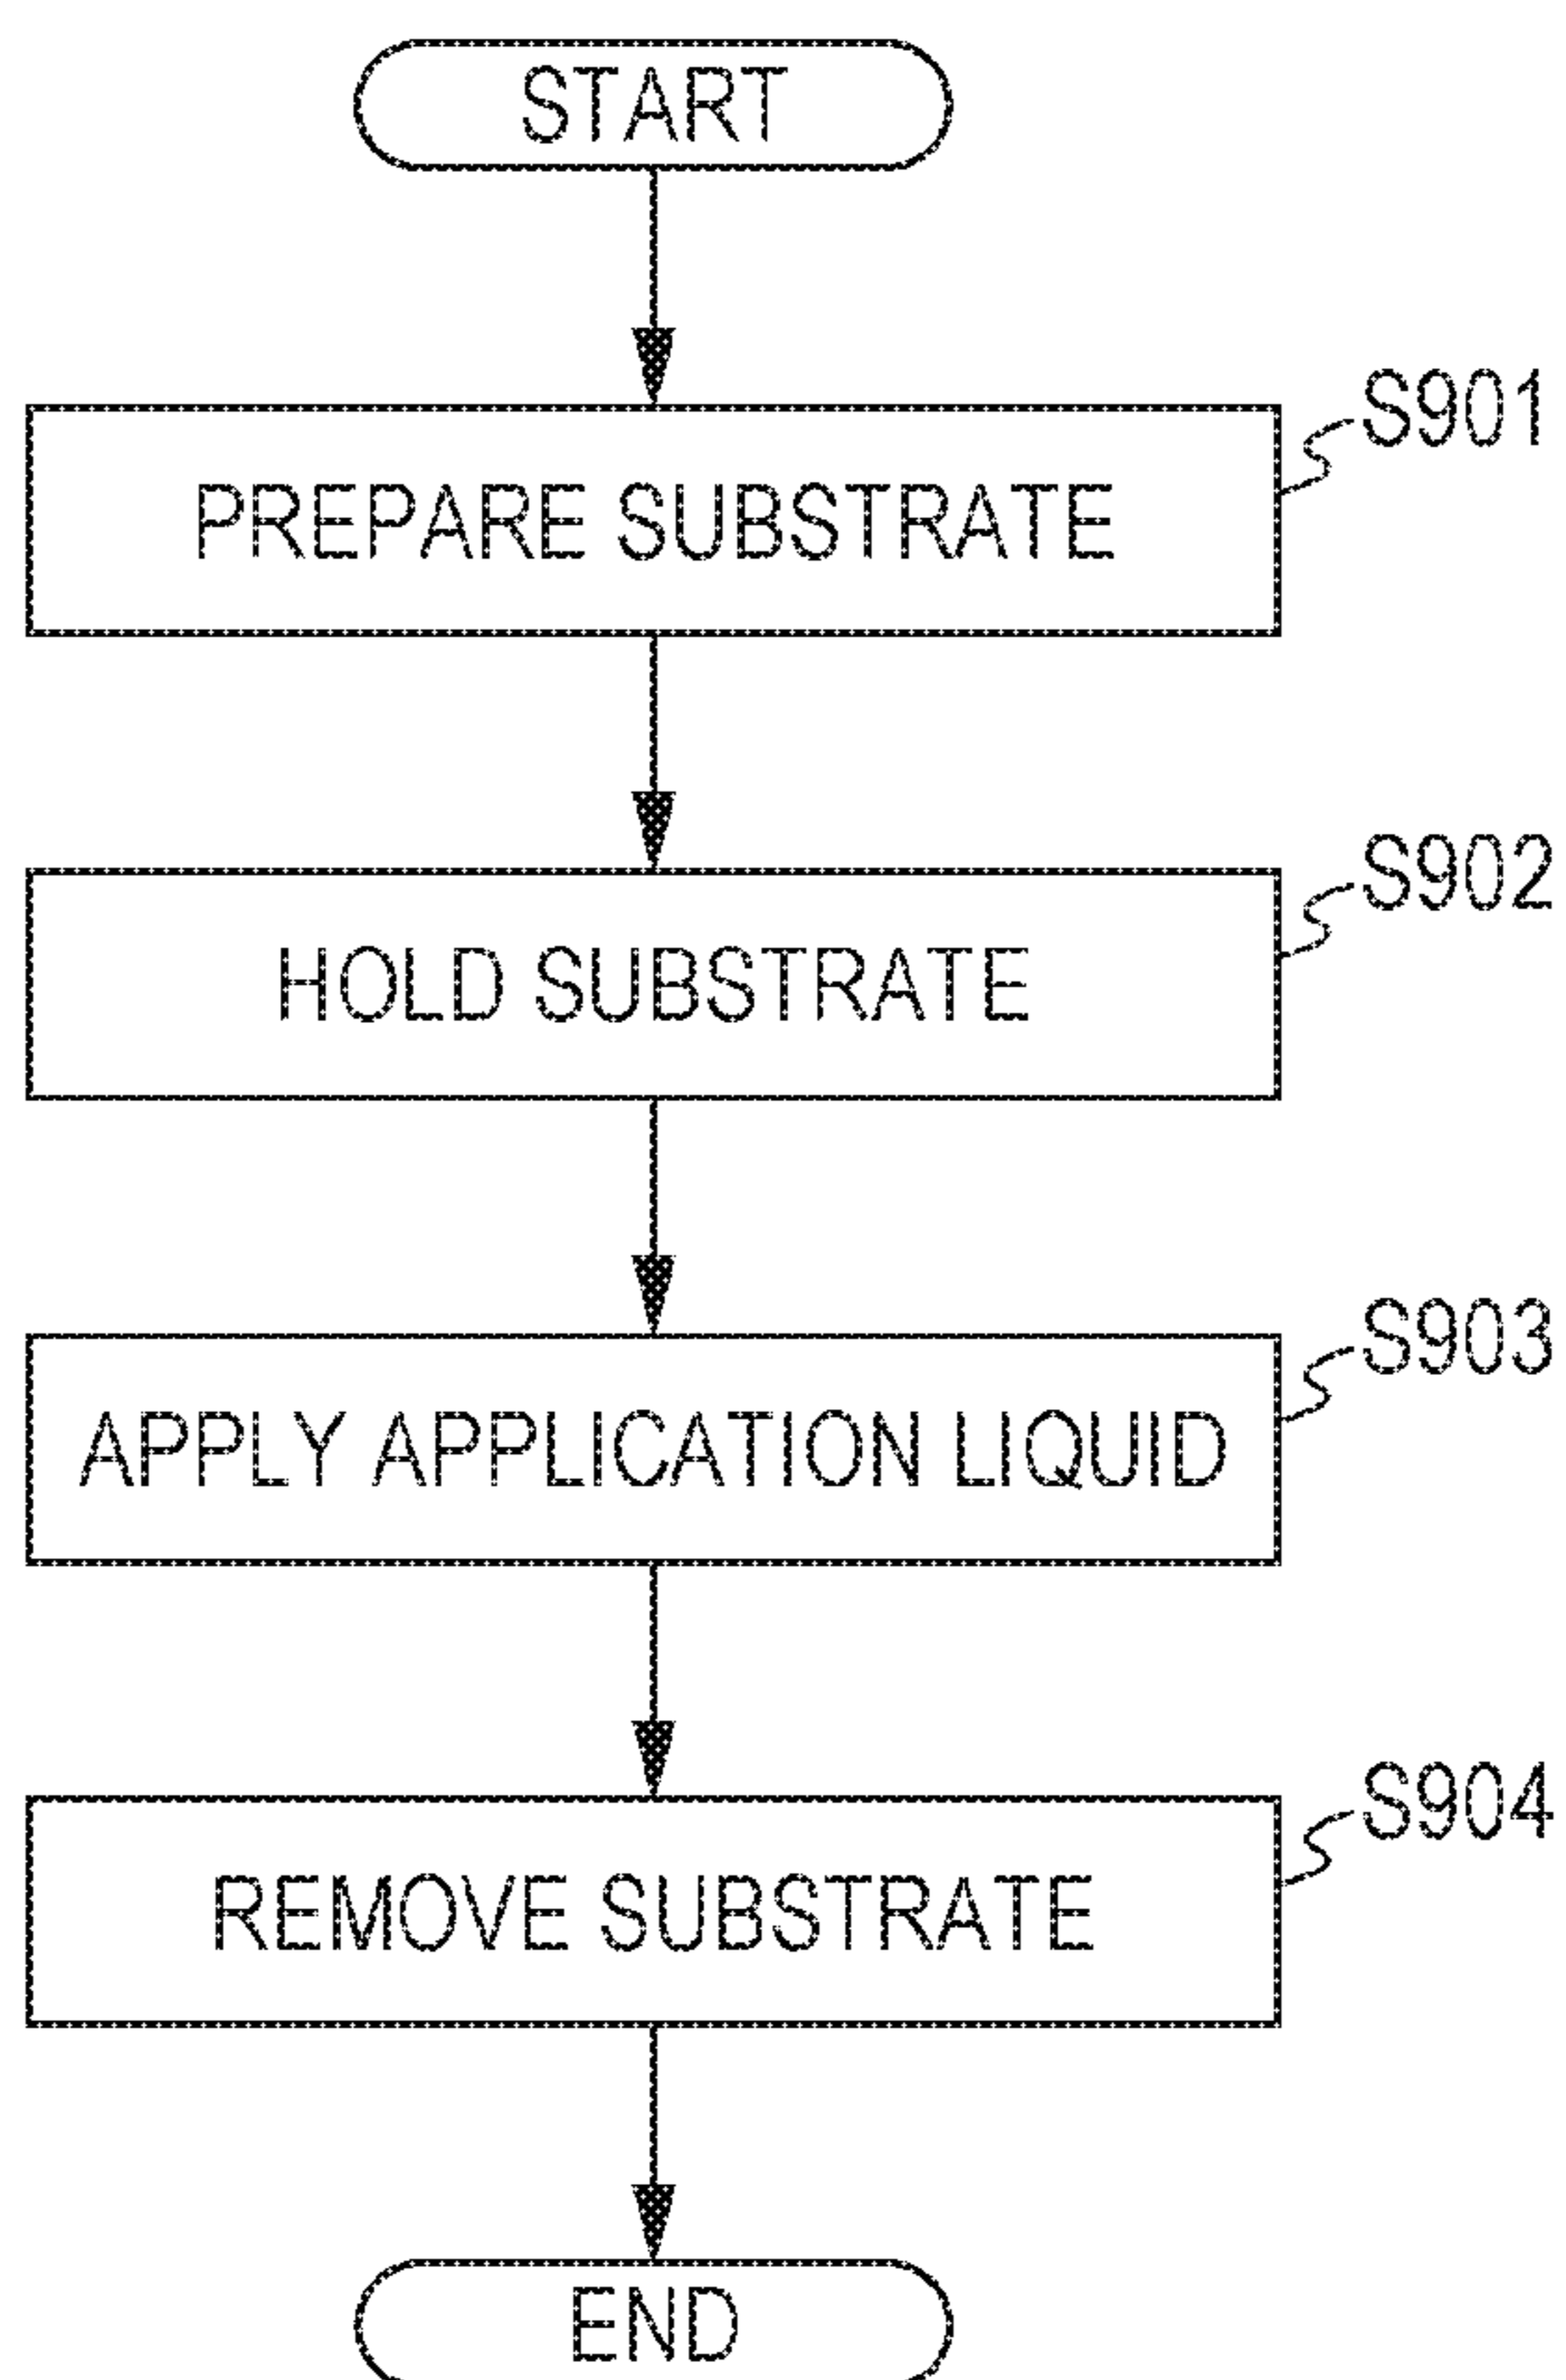 START
S901
PREPARE SUBSTRATE
S902
HOLD SUBSTRATE
S903
APPLY APPLICATION LIQUID
S904
REMOVE SUBSTRATE
END